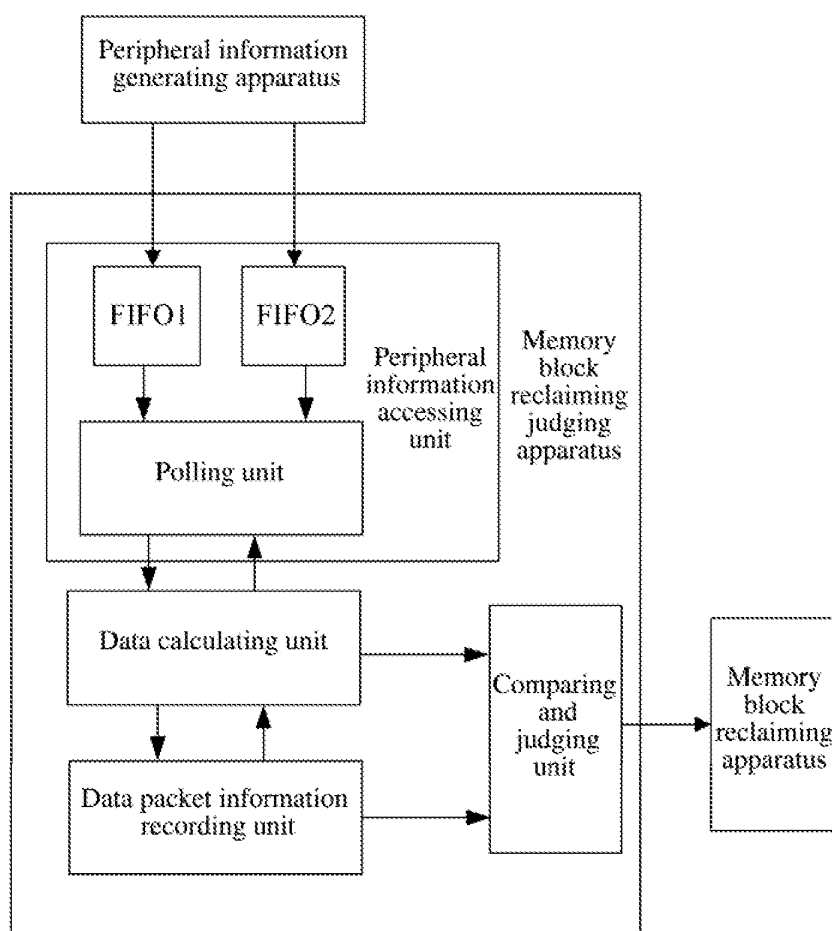 Peripheral information
generating apparatus
FIFO1
FIFO2
Peripheral
information
accessing
unit
Memory
block
reclaiming
judging
apparatus
Polling unit
Data calculating unit
Comparing
and
judging
unit
Memory
block
reclaiming
apparatus
Data packet information
recording unit